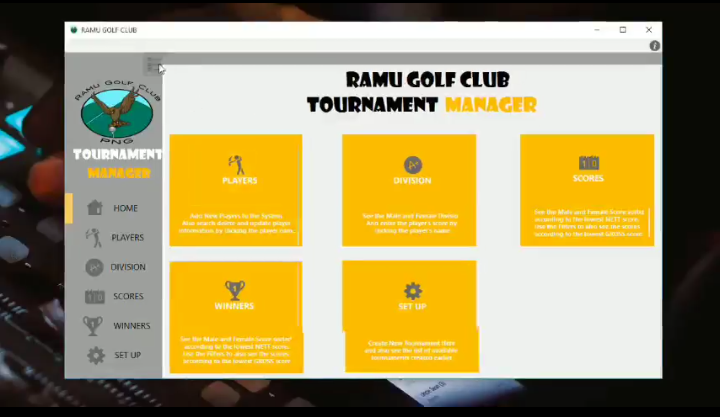 RAMU GOLF CLUB
RAMU GOLF CLUB
TOURNAMENT MANAGER
RAMU GOLF CLUB
PNG
TOURNAMENT
MANAGER
HOME
PLAYERS
DIVISION
SCORES
WINNERS
SET UP
PLAYERS
Add New Players to the System
Also search delete and update player
information by clicking the player name
DIVISION
See the Male and Female Display
And enter the players score by
clicking the player's name
SCORES
See the Male and Female Score
according to the lowest NETT score
Use the Filters to also see the scores
according to the lowest GROSS score
WINNERS
See the Male and Female Score
according to the lowest NETT score
Use the Filters to also see the scores
according to the lowest GROSS score
SET UP
Create New Tournament Here
and also see the list of available
tournaments